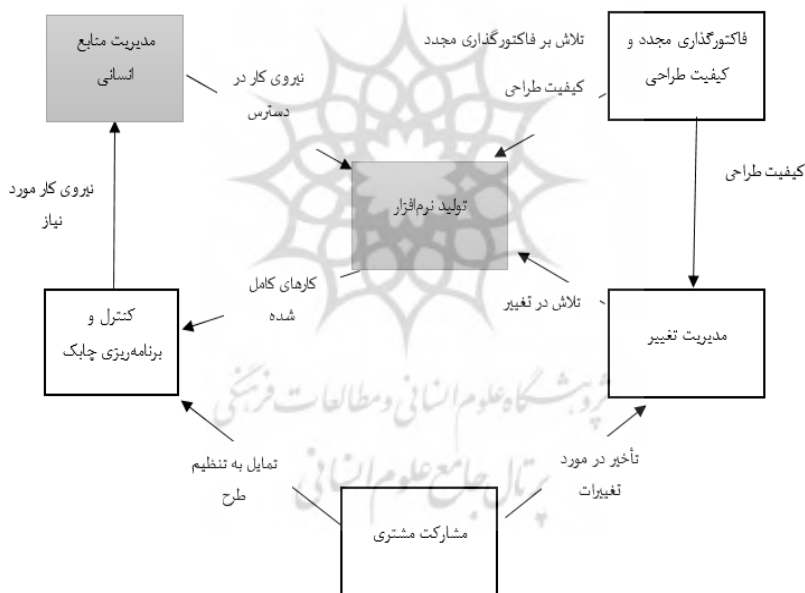 فاکتورگذاری مجدد و
کیفیت طراحی
تلاش بر فاکتورگذاری مجدد
کیفیت طراحی
مدیریت منابع
انسانی
نیروی کار در
دسترس
کیفیت طراحی
تولید نرم‌افزار
نیروی کار مورد
نیاز
تلاش در تغییر
کارهای کامل
شده
مدیریت تغییر
کنترل و
برنامه‌ریزی چابک
پژوهشگاه علوم انسانی و مطالعات فرهنگی
پرتال جامع علوم انسانی
تأخیر در مورد
تغییرات
تمایل به تنظیم
طرح
مشارکت مشتری